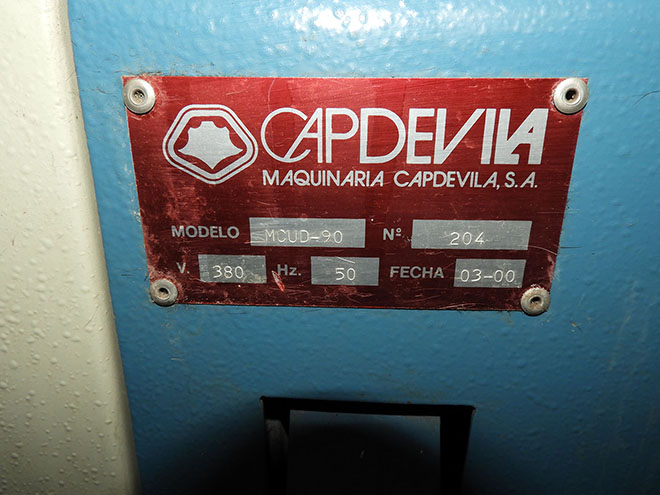 CAPDEVILA
MAQUINARIA CAPDEVILA, S.A.
MODELO MCUD-90 Nº 204
V. 380 Hz. 50 FECHA 03-00